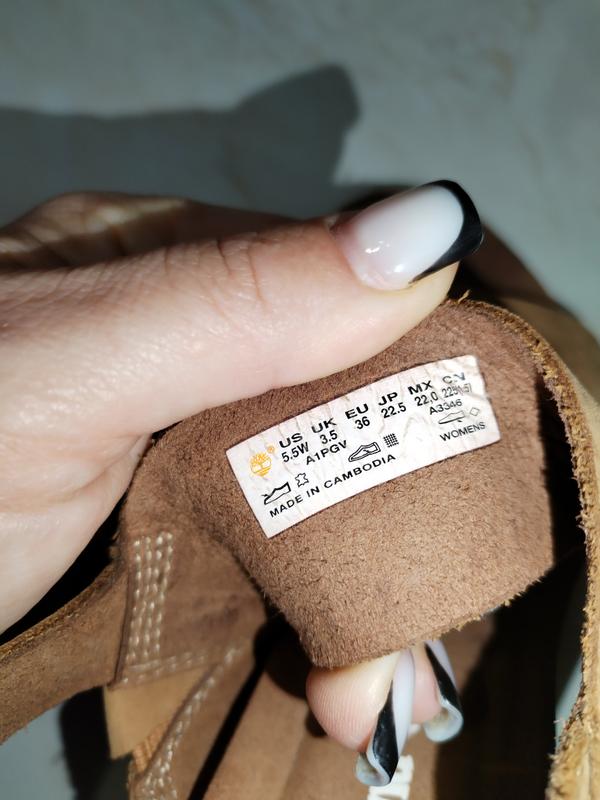 US UK EU JP MX CN
5.5W 3.5 36 22.5 22.0
A1PGV A3346
WOMENS
MADE IN CAMBODIA